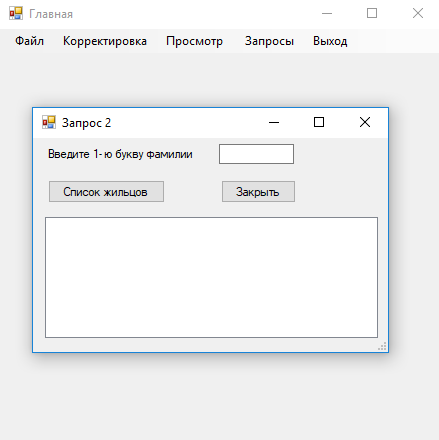 Главная
Файл Корректировка Просмотр Запросы Выход
Запрос 2
Введите 1-ю букву фамилии
Список жильцов Закрыть